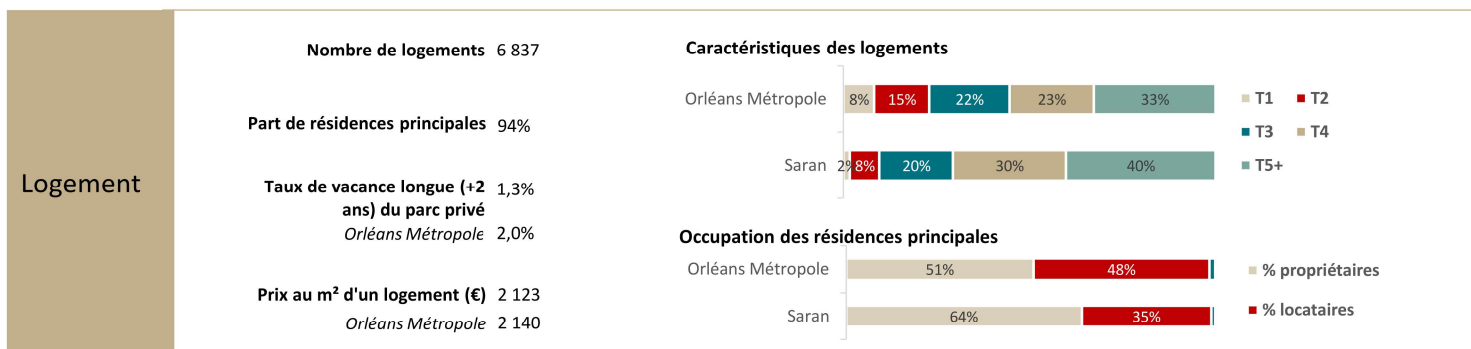 Logement
Nombre de logements 6 837
Part de résidences principales 94%
Taux de vacance longue (+2 1,3%
ans) du parc privé
Orléans Métropole 2,0%
Prix au m² d'un logement (€) 2 123
Orléans Métropole 2 140
Caractéristiques des logements
Orléans Métropole 8% 15% 22% 23% 33%
Saran 2% 8% 20% 30% 40%
T1 T2
T3 T4
T5+
Occupation des résidences principales
Orléans Métropole 51% 48%
Saran 64% 35%
% propriétaires
% locataires